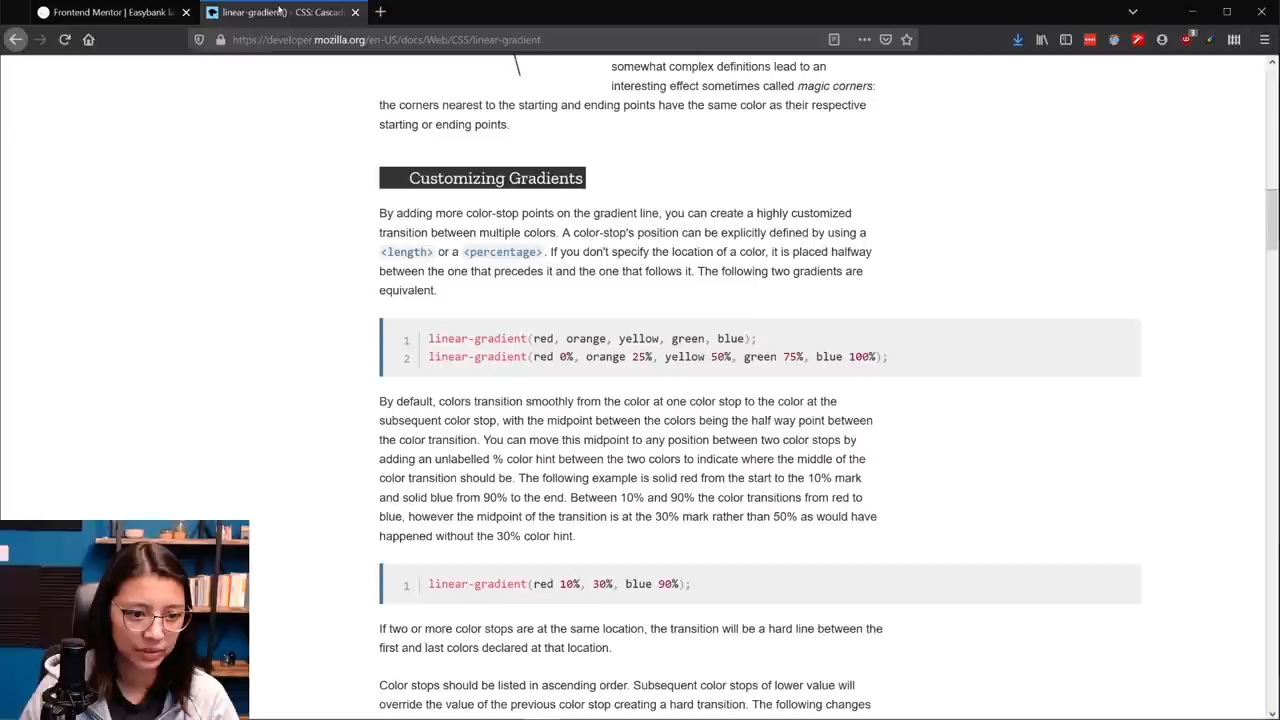 Frontend Mentor | Easybank la
linear-gradient() - CSS: Cascadi
https://developer.mozilla.org/en-US/docs/Web/CSS/linear-gradient
somewhat complex definitions lead to an
interesting effect sometimes called magic corners:
the corners nearest to the starting and ending points have the same color as their respective
starting or ending points.
Customizing Gradients
By adding more color-stop points on the gradient line, you can create a highly customized
transition between multiple colors. A color-stop's position can be explicitly defined by using a
<length> or a <percentage>. If you don't specify the location of a color, it is placed halfway
between the one that precedes it and the one that follows it. The following two gradients are
equivalent.
1 linear-gradient(red, orange, yellow, green, blue);
2 linear-gradient(red 0%, orange 25%, yellow 50%, green 75%, blue 100%);
By default, colors transition smoothly from the color at one color stop to the color at the
subsequent color stop, with the midpoint between the colors being the half way point between
the color transition. You can move this midpoint to any position between two color stops by
adding an unlabelled % color hint between the two colors to indicate where the middle of the
color transition should be. The following example is solid red from the start to the 10% mark
and solid blue from 90% to the end. Between 10% and 90% the color transitions from red to
blue, however the midpoint of the transition is at the 30% mark rather than 50% as would have
happened without the 30% color hint.
1 linear-gradient(red 10%, 30%, blue 90%);
If two or more color stops are at the same location, the transition will be a hard line between the
first and last colors declared at that location.
Color stops should be listed in ascending order. Subsequent color stops of lower value will
override the value of the previous color stop creating a hard transition. The following changes